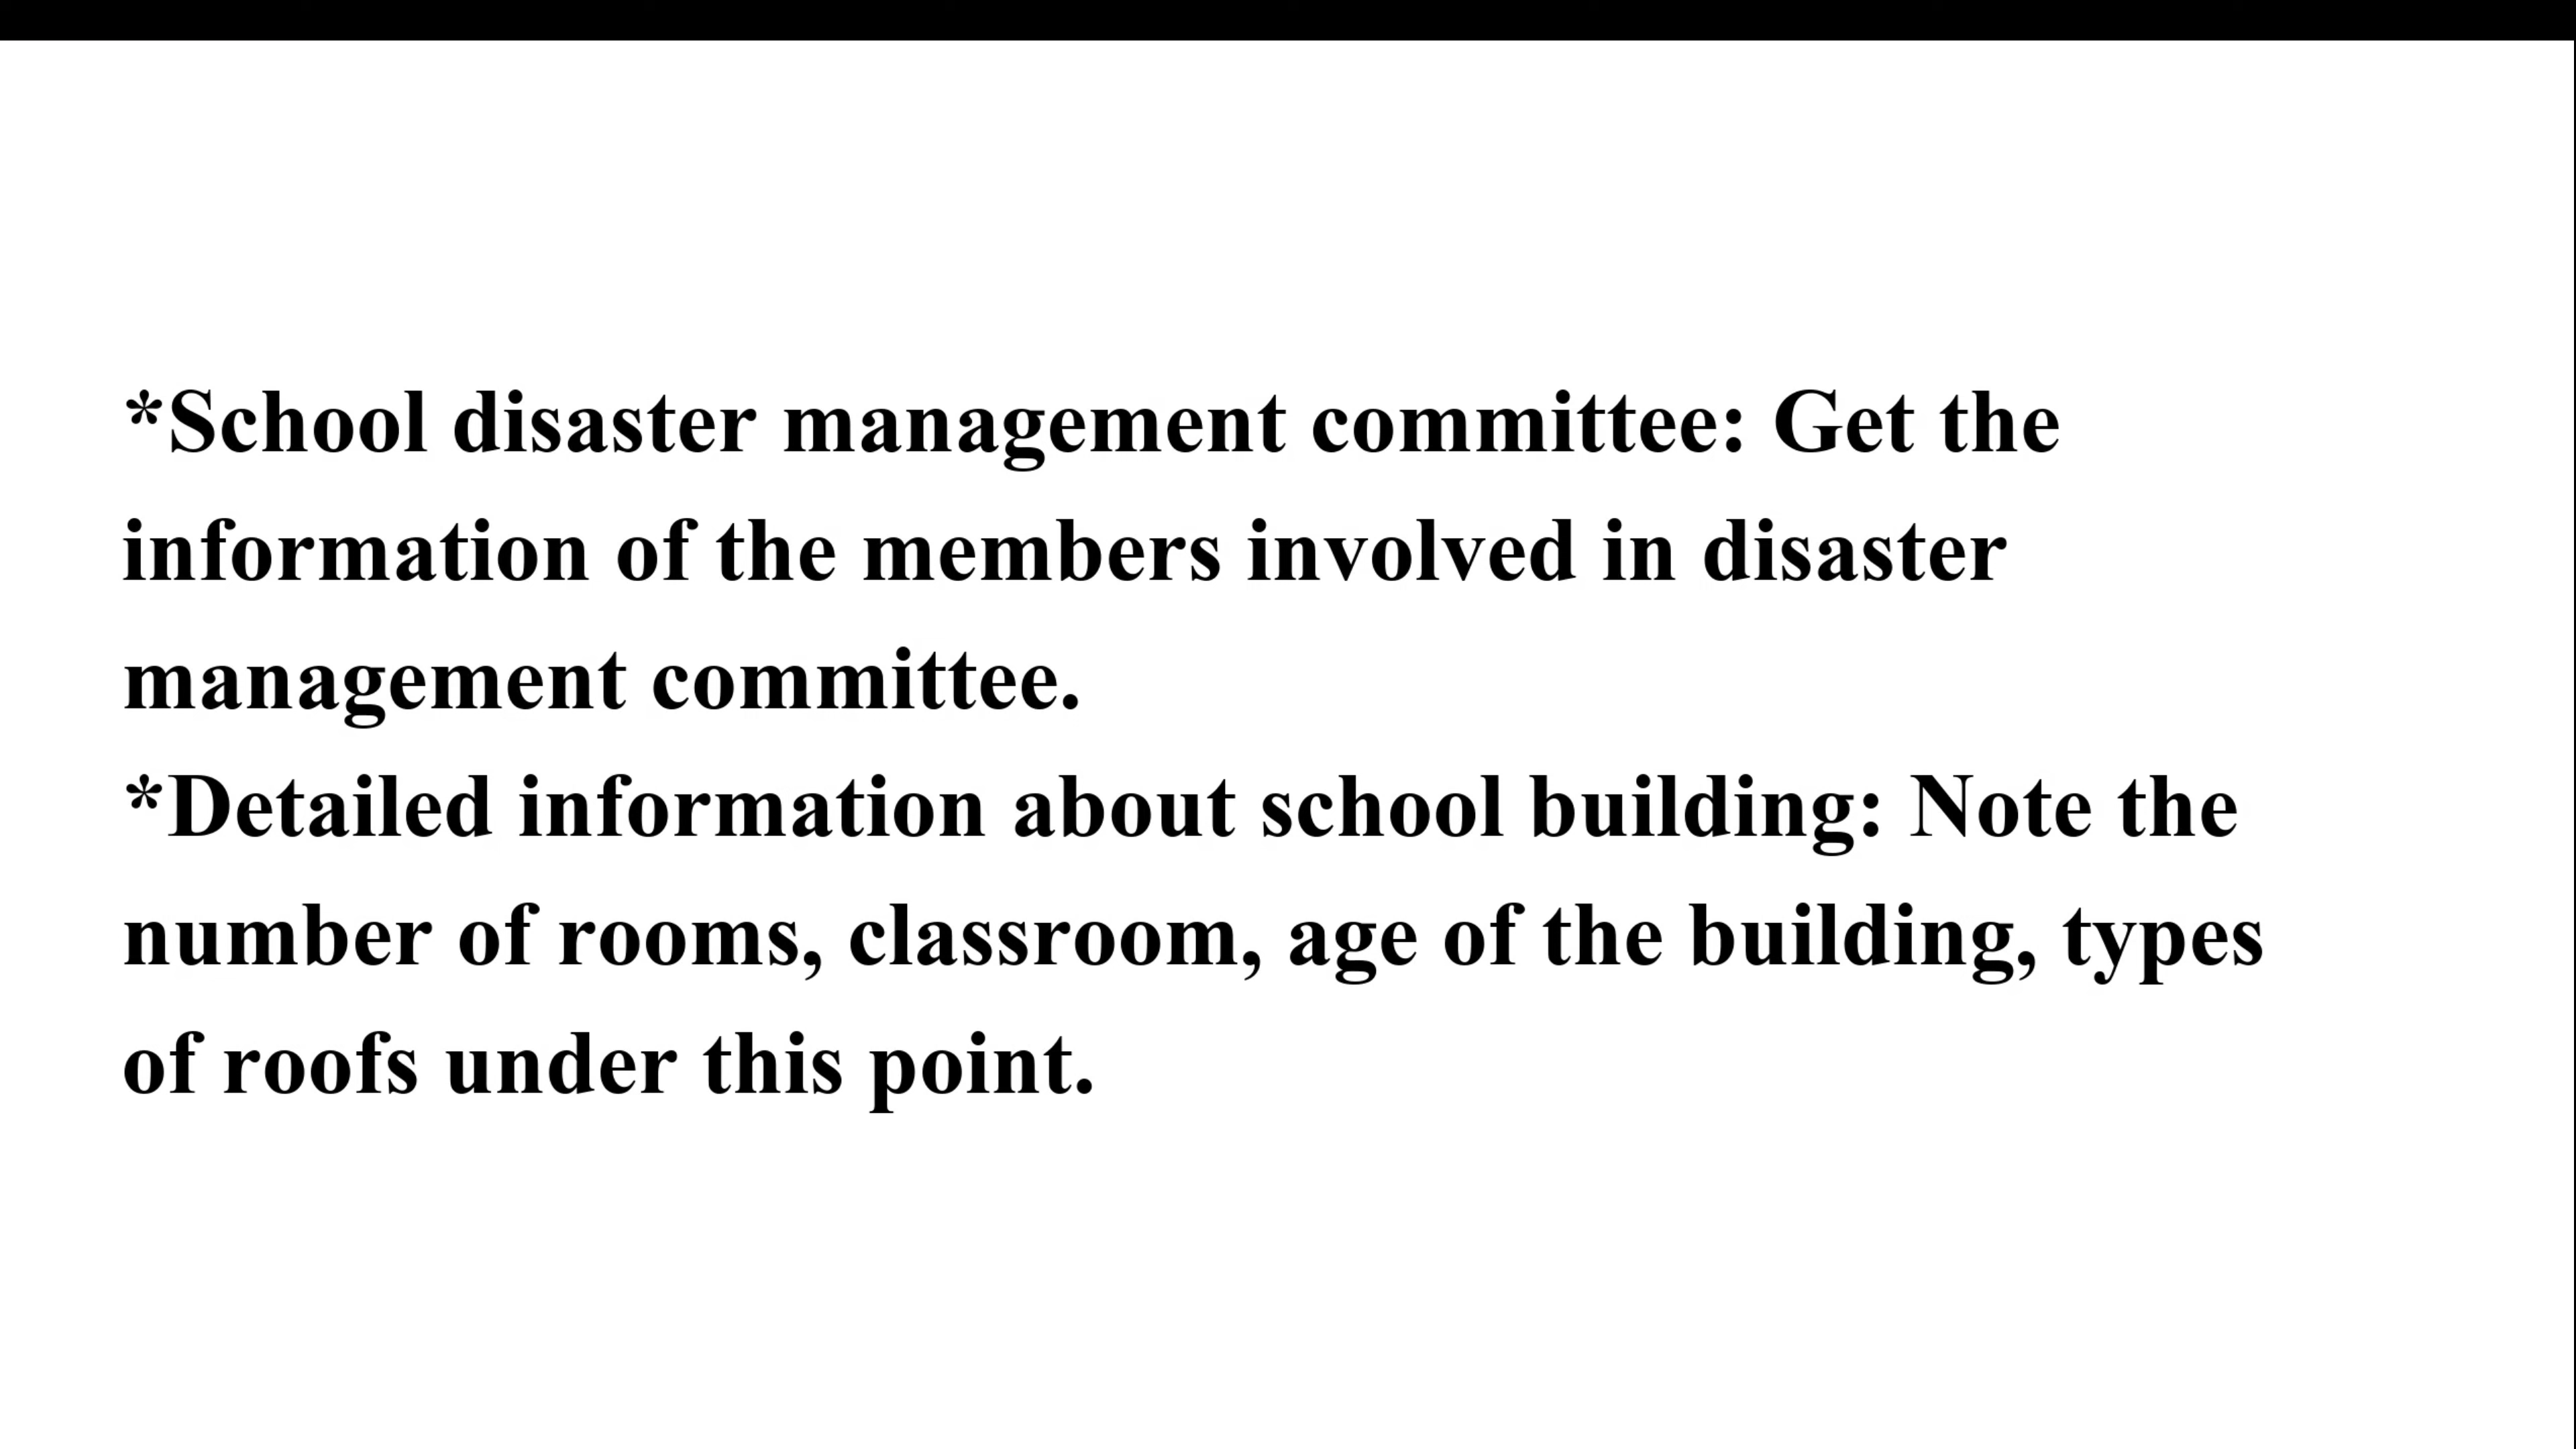 *School disaster management committee: Get the
information of the members involved in disaster
management committee.
*Detailed information about school building: Note the
number of rooms, classroom, age of the building, types
of roofs under this point.